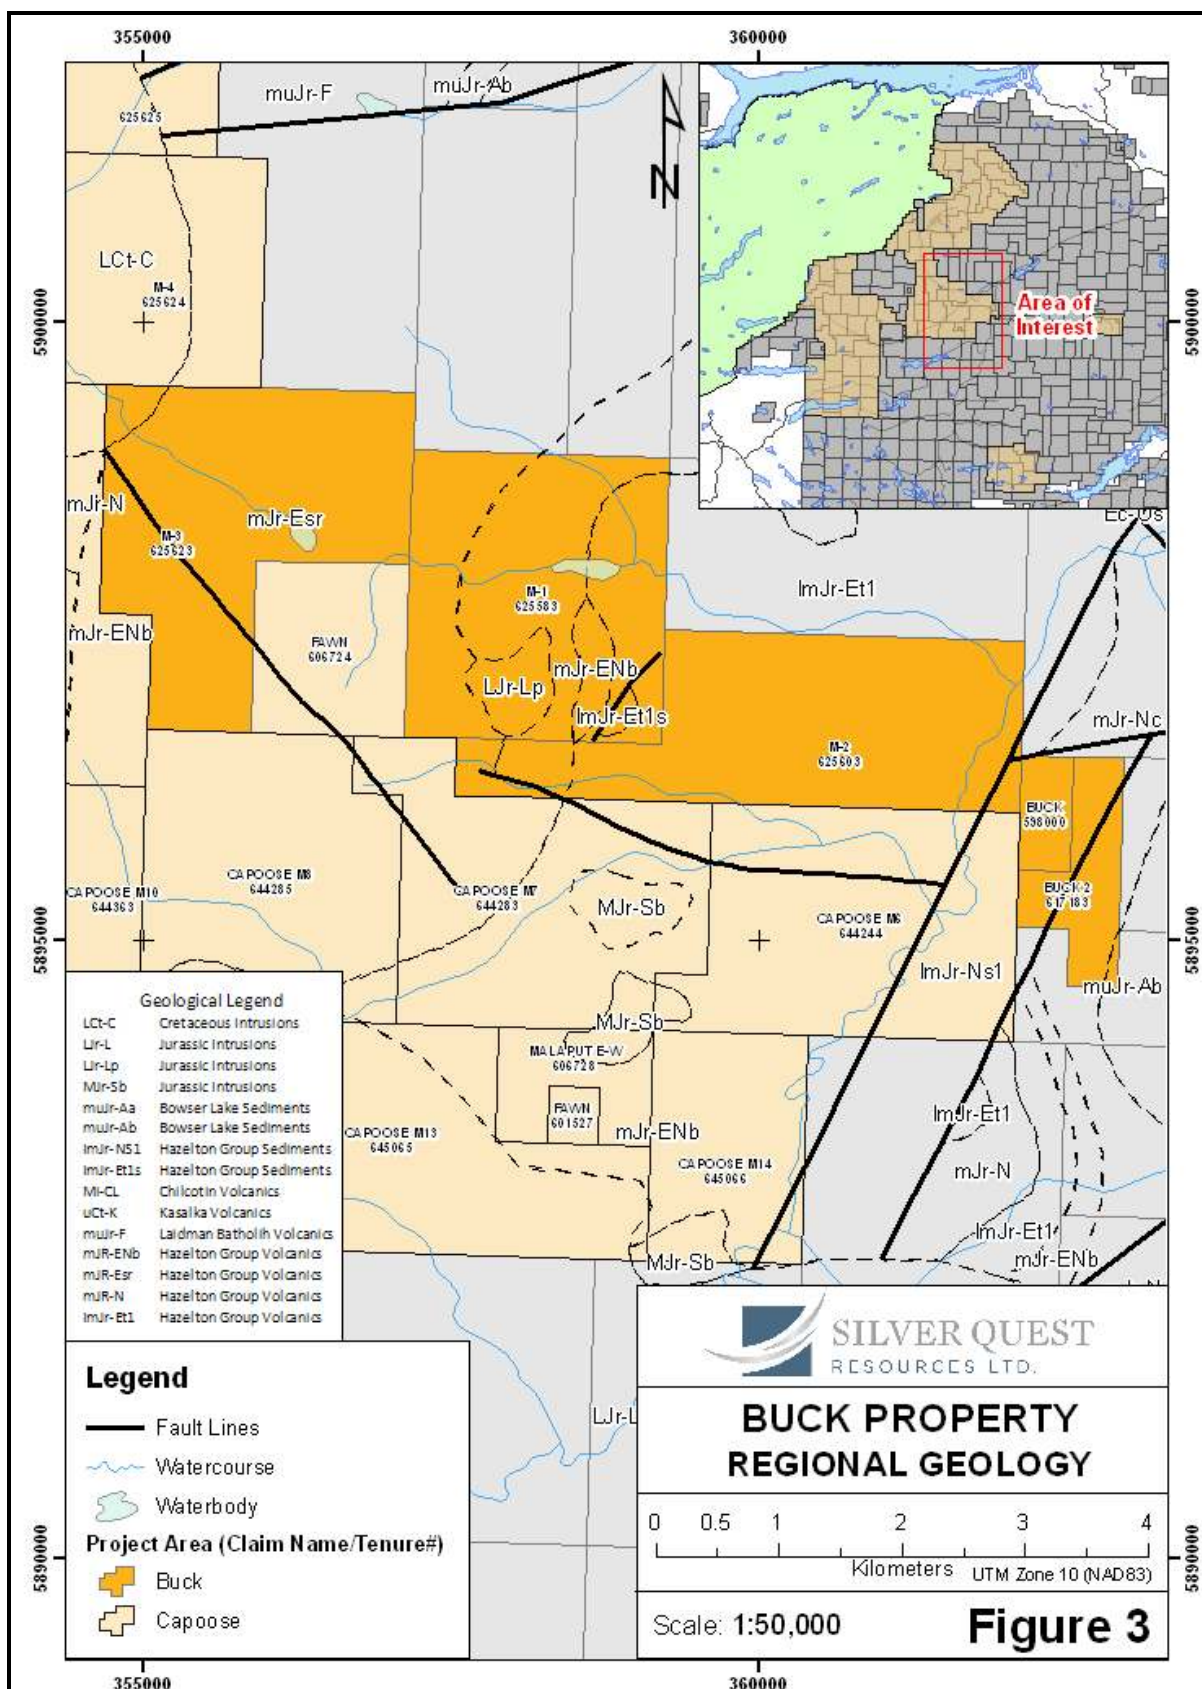 355000
360000
muJr-F
muJr-Ab
625625
N
LCt-C
M-4
625624
5900000
5900000
Area of
Interest
mJr-N
mJr-Esr
M-3
625623
Ec-Os
lmJr-Et1
M-1
625583
mJr-ENb
FAWN
606724
mJr-ENb
LJr-Lp
lmJr-Et1s
mJr-Nc
M-2
625603
BUCK
598000
CAPOOSE M10
644363
CAPOOSE M8
644285
CAPOOSE M7
644283
BUCK 2
617183
MJr-Sb
CAPOOSE M6
644244
5895000
5895000
lmJr-Ns1
muJr-Ab
MJr-Sb
MALAPUT E-W
606728
FAWN
601527
mJr-ENb
lmJr-Et1
CAPOOSE M13
645065
CAPOOSE M14
645066
mJr-N
lmJr-Et1
mJr-ENb
MJr-Sb
LJr-L
Geological Legend
LCt-C Cretaceous Intrusions
LJr-L Jurassic Intrusions
LJr-Lp Jurassic Intrusions
MJr-Sb Jurassic Intrusions
muJr-Aa Bowser Lake Sediments
muJr-Ab Bowser Lake Sediments
lmJr-NS1 Hazelton Group Sediments
lmJr-Et1s Hazelton Group Sediments
Mi-CL Chilcotin Volcanics
uCt-K Kasalka Volcanics
muJr-F Laidman Batholih Volcanics
mJR-ENb Hazelton Group Volcanics
mJR-Esr Hazelton Group Volcanics
mJR-N Hazelton Group Volcanics
lmJr-Et1 Hazelton Group Volcanics
Legend
Fault Lines
Watercourse
Waterbody
Project Area (Claim Name/Tenure#)
Buck
Capoose
SILVER QUEST
RESOURCES LTD.
BUCK PROPERTY
REGIONAL GEOLOGY
0 0.5 1 2 3 4
Kilometers UTM Zone 10 (NAD83)
Scale: 1:50,000 Figure 3
5890000
5890000
355000
360000